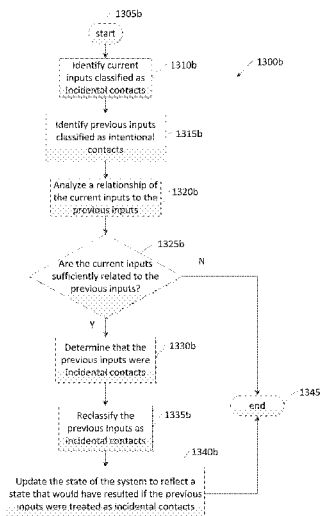 1305b
start
Identify current
inputs classified as
Incidental contacts
1310b
1300b
Identify previous inputs
classified as intentional
contacts
1315b
Analyze a relationship of
the current inputs to the
previous inputs
1320b
1325b
Are the current inputs
sufficiently related to the
previous inputs?
N
Y
Determine that the
previous inputs were
Incidental contacts
1330b
Reclassify the
previous inputs as
incidental contacts
1335b
end
1345
1340b
Update the state of the system to reflect a
state that would have resulted if the previous
inputs were treated as incidental contacts